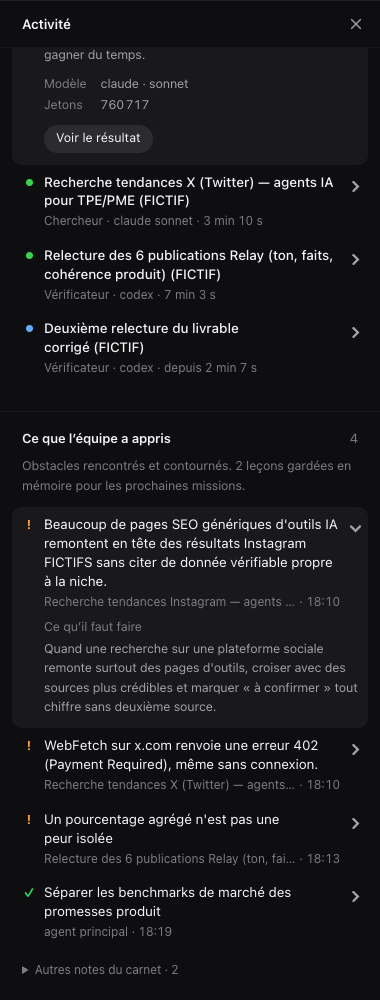 Activité
gagner du temps.
Modèle claude · sonnet
Jetons 760 717
Voir le résultat
Recherche tendances X (Twitter) — agents IA
pour TPE/PME (FICTIF)
Chercheur · claude sonnet · 3 min 10 s
Relecture des 6 publications Relay (ton, faits,
cohérence produit) (FICTIF)
Vérificateur · codex · 7 min 3 s
Deuxième relecture du livrable
corrigé (FICTIF)
Vérificateur · codex · depuis 2 min 7 s
Ce que l’équipe a appris 4
Obstacles rencontrés et contournés. 2 leçons gardées en
mémoire pour les prochaines missions.
! Beaucoup de pages SEO génériques d'outils IA
remontent en tête des résultats Instagram
FICTIFS sans citer de donnée vérifiable propre
à la niche.
Recherche tendances Instagram — agents ... · 18:10
Ce qu’il faut faire
Quand une recherche sur une plateforme sociale
remonte surtout des pages d'outils, croiser avec des
sources plus crédibles et marquer « à confirmer » tout
chiffre sans deuxième source.
! WebFetch sur x.com renvoie une erreur 402
(Payment Required), même sans connexion.
Recherche tendances X (Twitter) — agents... · 18:10
! Un pourcentage agrégé n'est pas une
peur isolée
Relecture des 6 publications Relay (ton, fai... · 18:13
Séparer les benchmarks de marché des
promesses produit
agent principal · 18:19
Autres notes du carnet · 2